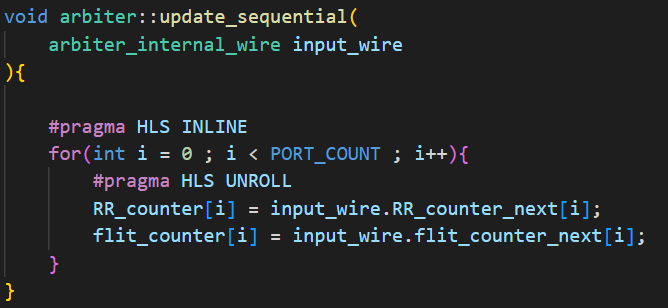 void arbiter::update_sequential(
    arbiter_internal_wire input_wire
){
    #pragma HLS INLINE
    for(int i = 0 ; i < PORT_COUNT ; i++){
        #pragma HLS UNROLL
        RR_counter[i] = input_wire.RR_counter_next[i];
        flit_counter[i] = input_wire.flit_counter_next[i];
    }
}